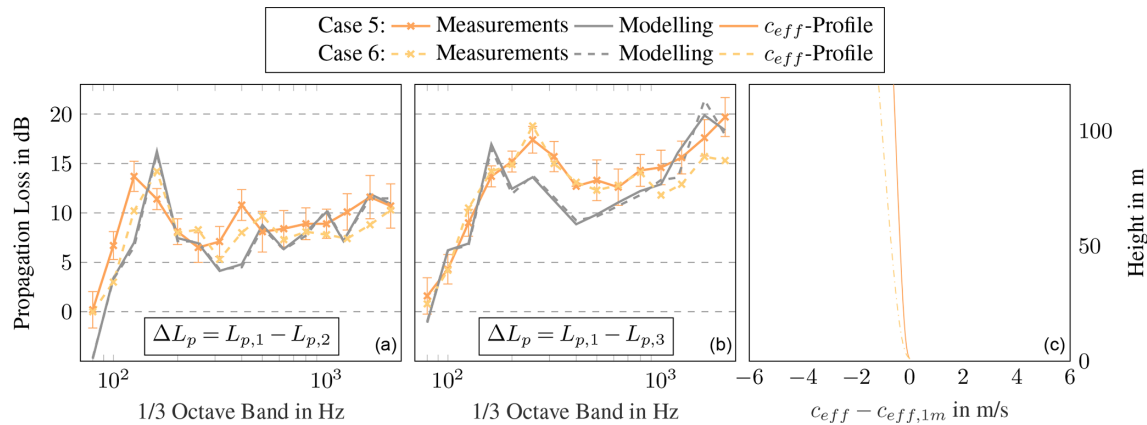 Case 5: Measurements Modelling c_eff-Profile
Case 6: Measurements Modelling c_eff-Profile
Propagation Loss in dB
20
15
10
5
0
ΔL_p = L_p,1 − L_p,2
(a)
10^2 10^3
1/3 Octave Band in Hz
ΔL_p = L_p,1 − L_p,3
(b)
10^2 10^3
1/3 Octave Band in Hz
(c)
−6 −4 −2 0 2 4 6
c_eff − c_eff,1m in m/s
100
50
0
Height in m